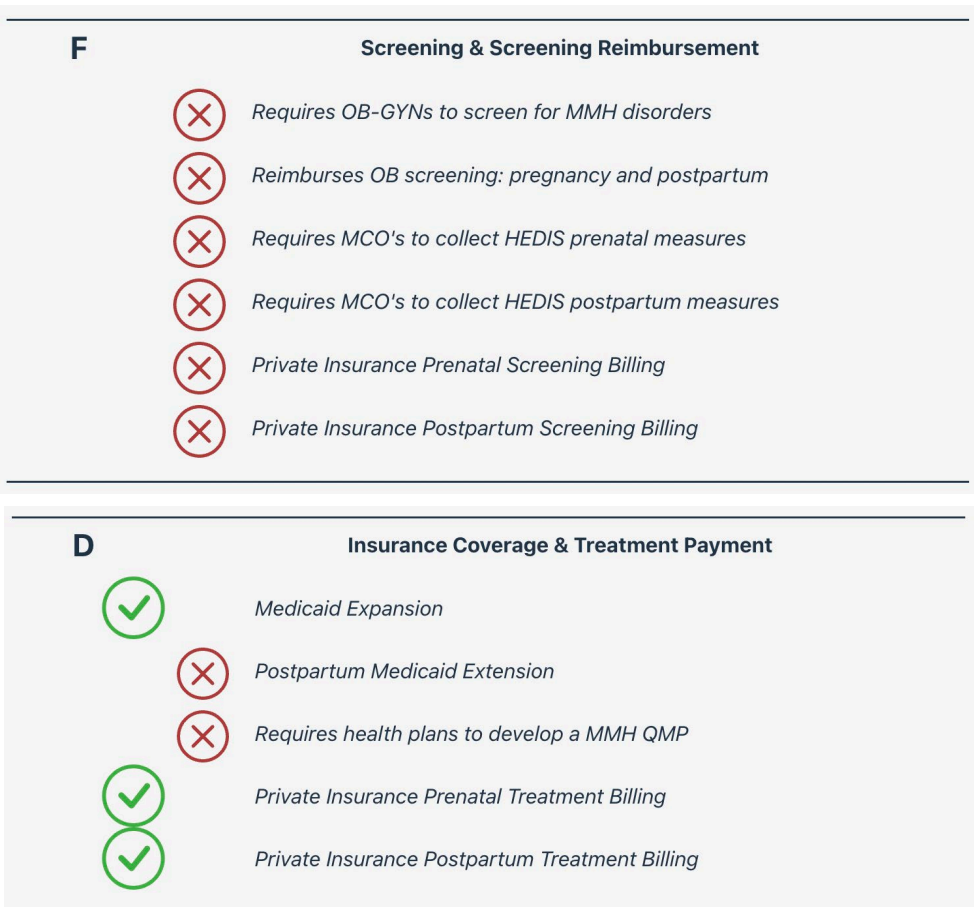 F Screening & Screening Reimbursement
Requires OB-GYNs to screen for MMH disorders
Reimburses OB screening: pregnancy and postpartum
Requires MCO's to collect HEDIS prenatal measures
Requires MCO's to collect HEDIS postpartum measures
Private Insurance Prenatal Screening Billing
Private Insurance Postpartum Screening Billing
D Insurance Coverage & Treatment Payment
Medicaid Expansion
Postpartum Medicaid Extension
Requires health plans to develop a MMH QMP
Private Insurance Prenatal Treatment Billing
Private Insurance Postpartum Treatment Billing